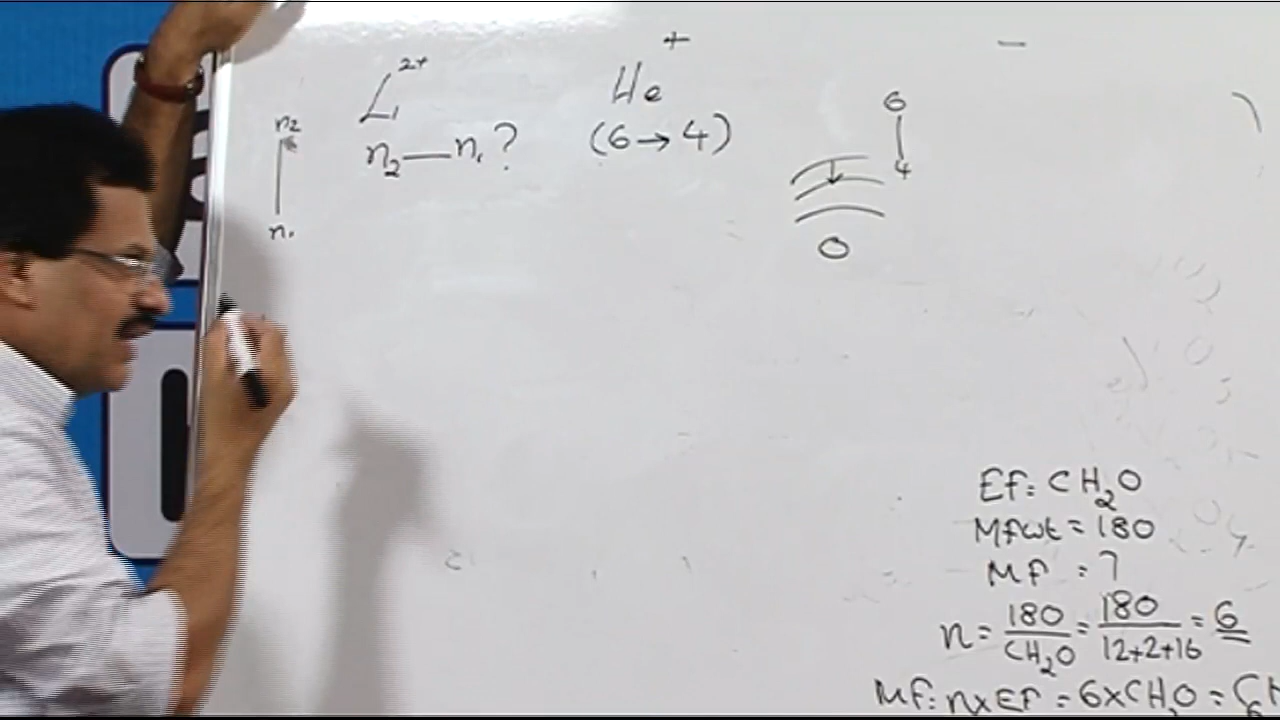 Li²⁺
He⁺
n₂
n₂—n₁?
(6→4)
n₁
6
4
Ef: CH₂O
Mfwt = 180
Mf : ?
n = 180/CH₂O = 180/12+2+16 = 6
Mf: n×Ef = 6×CH₂O = C₆H